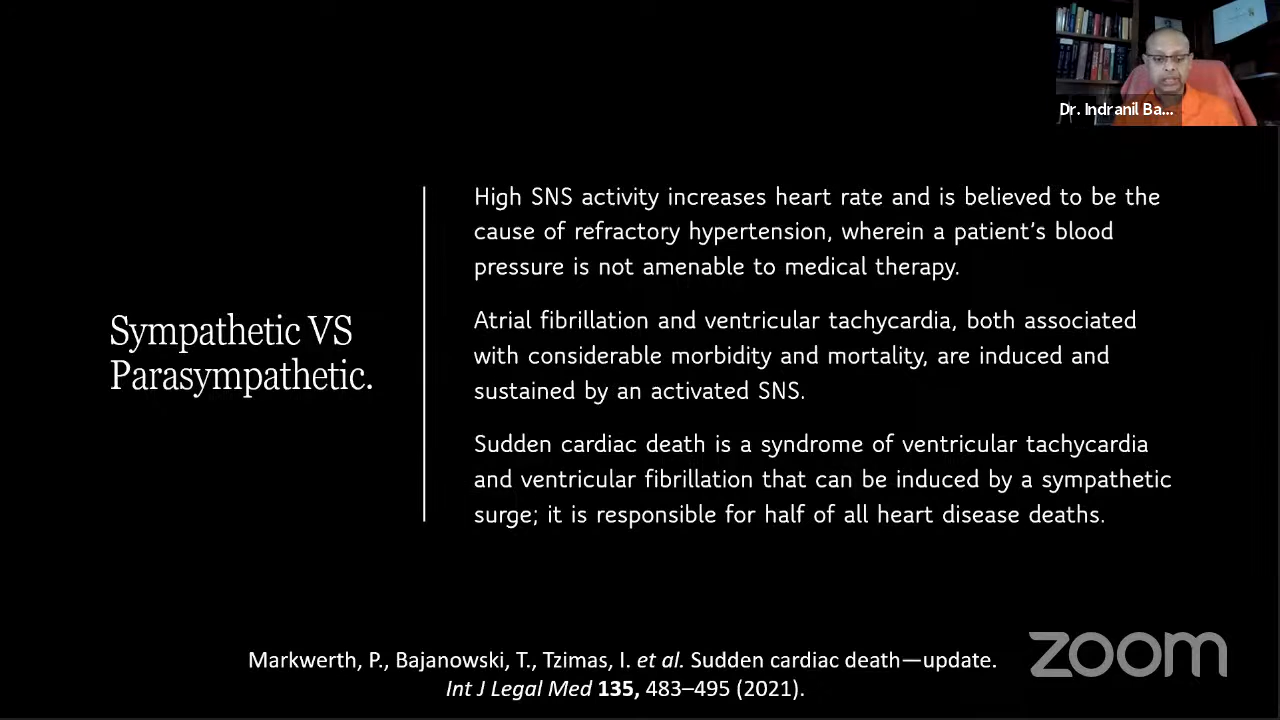 Dr. Indranil Ba...
High SNS activity increases heart rate and is believed to be the
cause of refractory hypertension, wherein a patient's blood
pressure is not amenable to medical therapy.
Sympathetic VS
Parasympathetic.
Atrial fibrillation and ventricular tachycardia, both associated
with considerable morbidity and mortality, are induced and
sustained by an activated SNS.
Sudden cardiac death is a syndrome of ventricular tachycardia
and ventricular fibrillation that can be induced by a sympathetic
surge; it is responsible for half of all heart disease deaths.
Markwerth, P., Bajanowski, T., Tzimas, I. et al. Sudden cardiac death—update.
Int J Legal Med 135, 483–495 (2021).
zoom